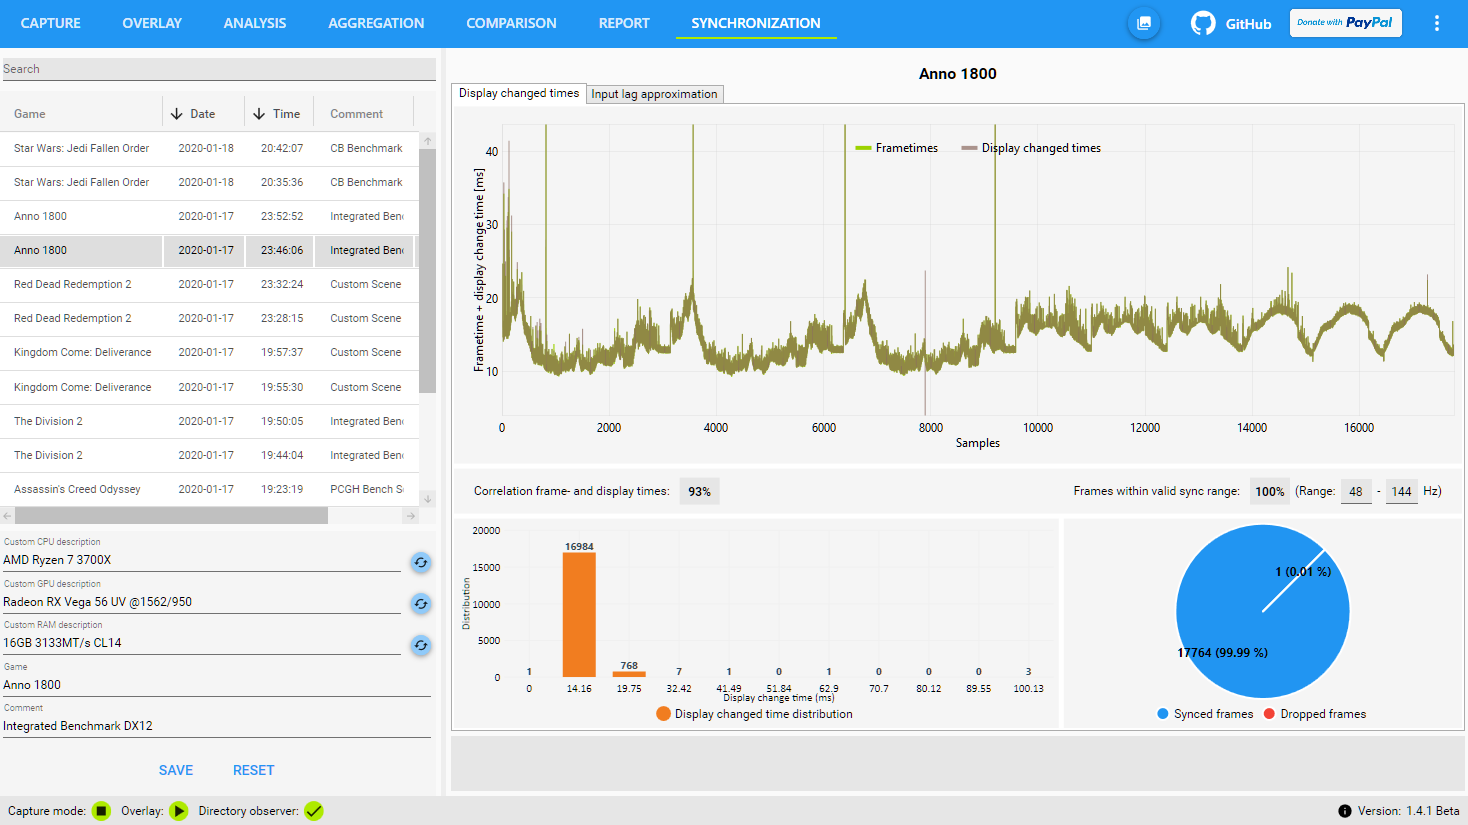 CAPTURE OVERLAY ANALYSIS AGGREGATION COMPARISON REPORT SYNCHRONIZATION GitHub Donate with PayPal
Search
Game Date Time Comment
Star Wars: Jedi Fallen Order 2020-01-18 20:42:07 CB Benchmark
Star Wars: Jedi Fallen Order 2020-01-18 20:35:36 CB Benchmark
Anno 1800 2020-01-17 23:52:52 Integrated Benc
Anno 1800 2020-01-17 23:46:06 Integrated Benc
Red Dead Redemption 2 2020-01-17 23:32:24 Custom Scene
Red Dead Redemption 2 2020-01-17 23:28:15 Custom Scene
Kingdom Come: Deliverance 2020-01-17 19:57:37 Custom Scene
Kingdom Come: Deliverance 2020-01-17 19:55:30 Custom Scene
The Division 2 2020-01-17 19:50:05 Integrated Benc
The Division 2 2020-01-17 19:44:04 Integrated Benc
Assassin's Creed Odyssey 2020-01-17 19:23:19 PCGH Bench S
Custom CPU description
AMD Ryzen 7 3700X
Custom GPU description
Radeon RX Vega 56 UV @1562/950
Custom RAM description
16GB 3133MT/s CL14
Game
Anno 1800
Comment
Integrated Benchmark DX12
SAVE RESET
Anno 1800
Display changed times Input lag approximation
Frametimes Display changed times
Frametime + display change time [ms]
40
30
20
10
0 2000 4000 6000 8000 10000 12000 14000 16000
Samples
Correlation frame- and display times: 93% Frames within valid sync range: 100% (Range: 48 - 144 Hz)
Distribution
20000
15000
10000
5000
0
1 16984 768 7 1 0 1 0 0 0 3
0 14.16 19.75 32.42 41.49 51.84 62.9 70.7 80.12 89.55 100.13
Display change time (ms)
Display changed time distribution
1 (0.01 %)
17764 (99.99 %)
Synced frames Dropped frames
Capture mode: Overlay: Directory observer: Version: 1.4.1 Beta